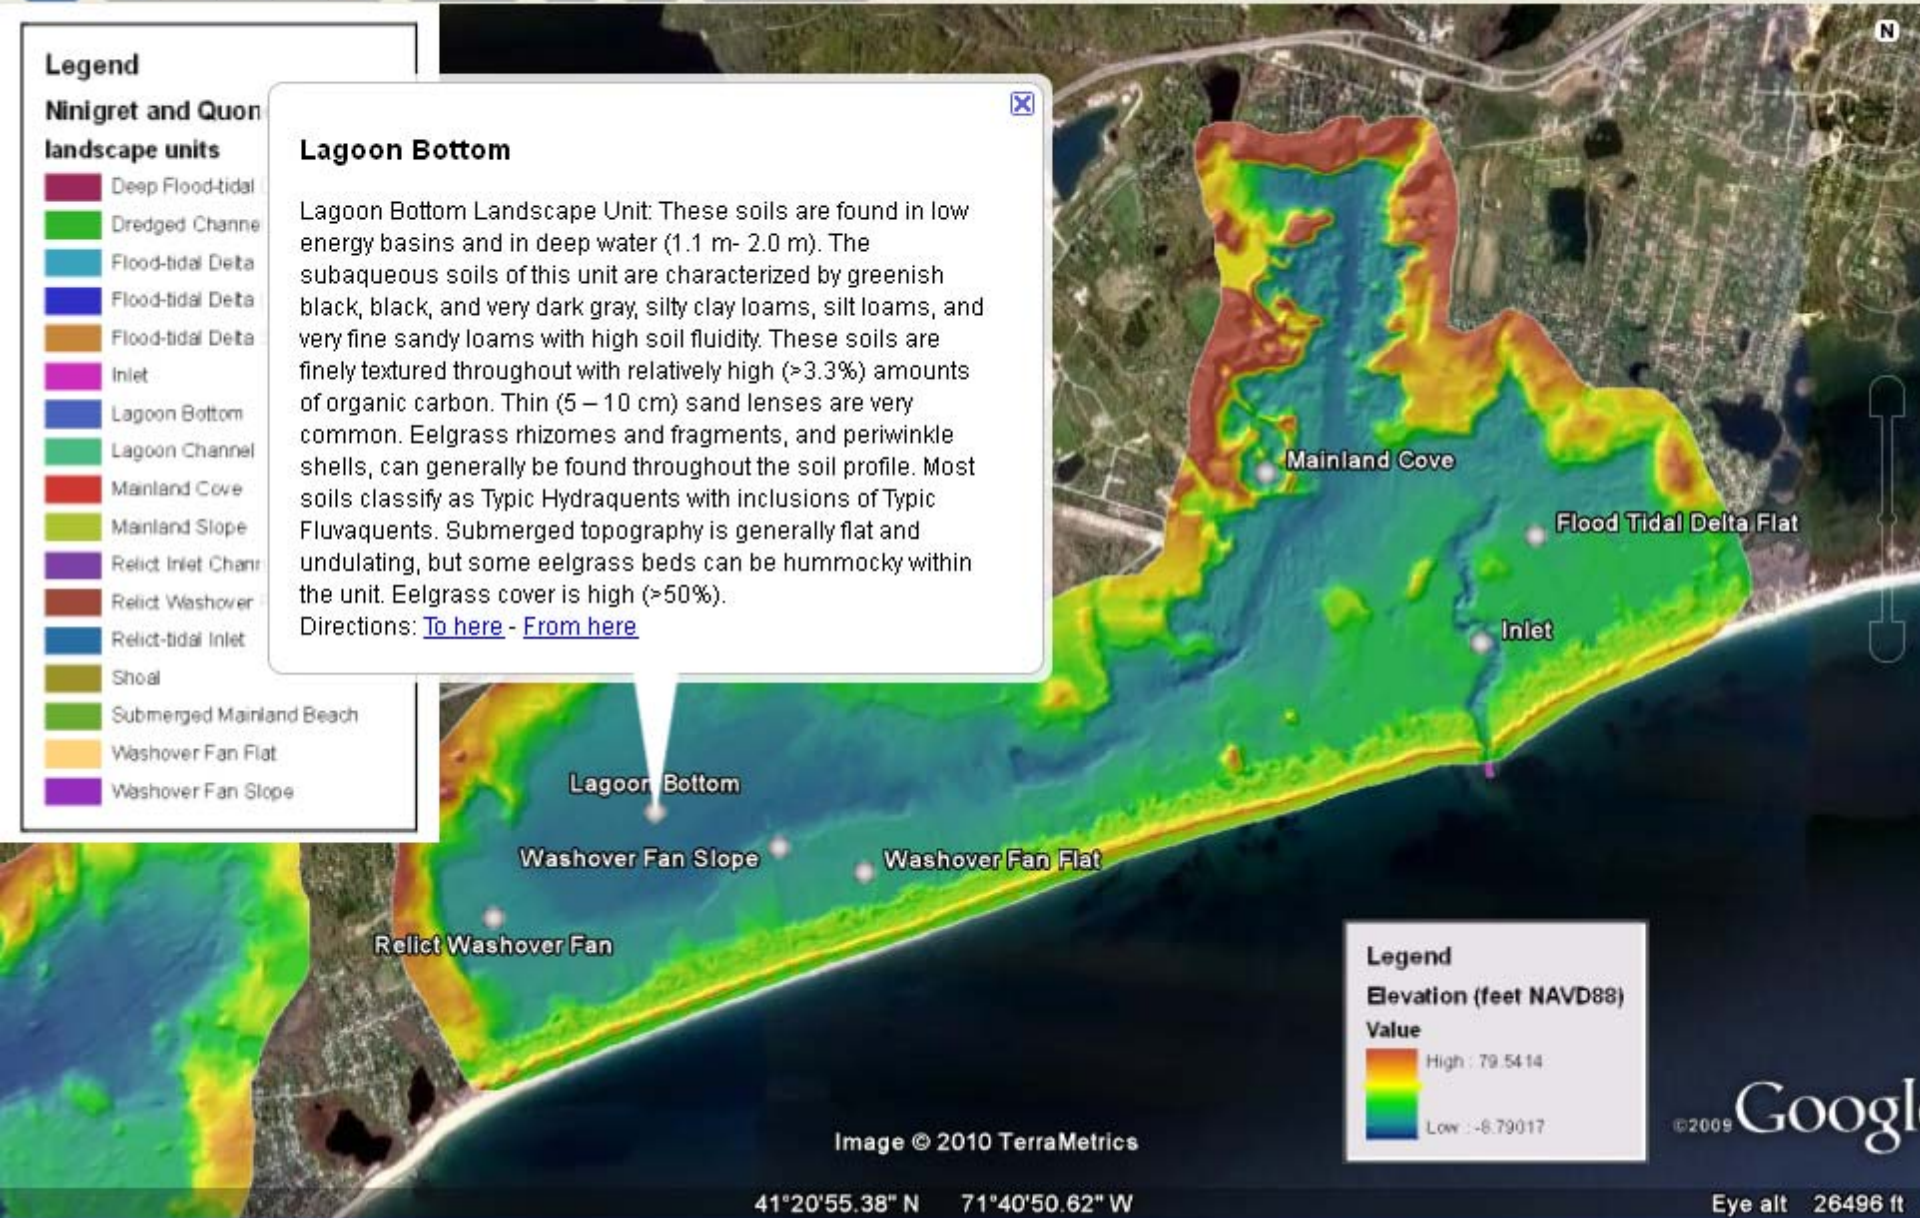 Legend
Ninigret and Quon
landscape units
Deep Flood-tidal
Dredged Channe
Flood-tidal Delta
Flood-tidal Delta
Flood-tidal Delta
Inlet
Lagoon Bottom
Lagoon Channel
Mainland Cove
Mainland Slope
Relict Inlet Chanr
Relict Washover
Relict-tidal Inlet
Shoal
Submerged Mainland Beach
Washover Fan Flat
Washover Fan Slope
Lagoon Bottom
Lagoon Bottom Landscape Unit: These soils are found in low
energy basins and in deep water (1.1 m- 2.0 m). The
subaqueous soils of this unit are characterized by greenish
black, black, and very dark gray, silty clay loams, silt loams, and
very fine sandy loams with high soil fluidity. These soils are
finely textured throughout with relatively high (>3.3%) amounts
of organic carbon. Thin (5 – 10 cm) sand lenses are very
common. Eelgrass rhizomes and fragments, and periwinkle
shells, can generally be found throughout the soil profile. Most
soils classify as Typic Hydraquents with inclusions of Typic
Fluvaquents. Submerged topography is generally flat and
undulating, but some eelgrass beds can be hummocky within
the unit. Eelgrass cover is high (>50%).
Directions: To here - From here
N
Mainland Cove
Flood Tidal Delta Flat
Inlet
Lagoon Bottom
Washover Fan Slope
Washover Fan Flat
Relict Washover Fan
Legend
Elevation (feet NAVD88)
Value
High : 79.5414
Low : -8.79017
©2009 Google
Image © 2010 TerraMetrics
41°20'55.38" N 71°40'50.62" W
Eye alt 26496 ft